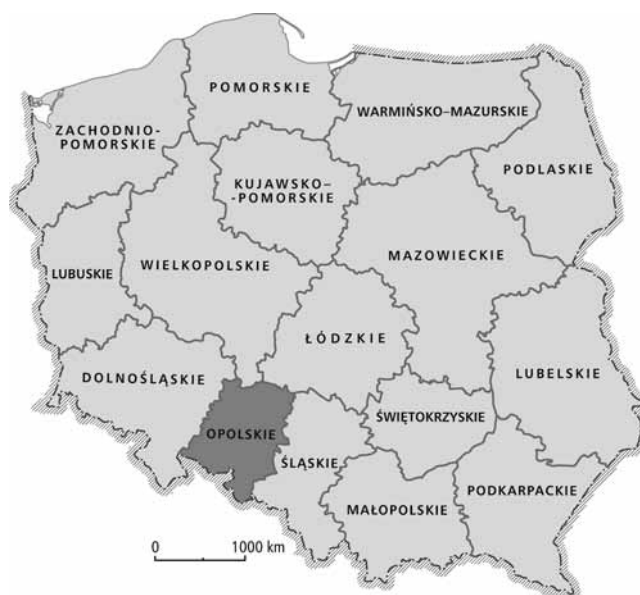 POMORSKIE
WARMIŃSKO–MAZURSKIE
ZACHODNIO-
POMORSKIE
PODLASKIE
KUJAWSKO–
-POMORSKIE
MAZOWIECKIE
LUBUSKIE
WIELKOPOLSKIE
ŁÓDZKIE
LUBELSKIE
DOLNOŚLĄSKIE
ŚWIĘTOKRZYSKIE
OPOLSKIE
ŚLĄSKIE
PODKARPACKIE
MAŁOPOLSKIE
0 1000 km